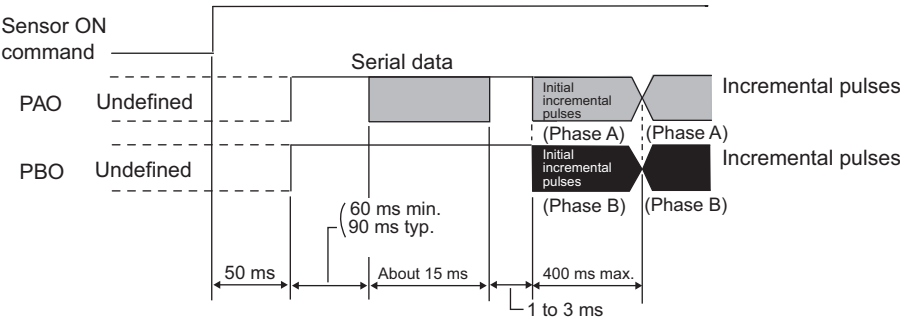 Sensor ON
command
Serial data
PAO
Undefined
Initial
incremental
pulses
Incremental pulses
(Phase A)
(Phase A)
PBO
Undefined
Initial
incremental
pulses
Incremental pulses
(Phase B)
(Phase B)
(60 ms min.
90 ms typ.
50 ms
About 15 ms
400 ms max.
1 to 3 ms